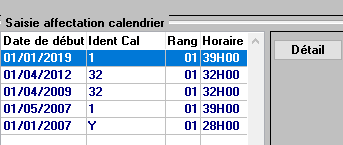 Saisie affectation calendrier
Date de début Ident Cal Rang Horaire
Détail
01/01/2019 1 01 39H00
01/04/2012 32 01 32H00
01/04/2009 32 01 32H00
01/05/2007 1 01 39H00
01/01/2007 Y 01 28H00